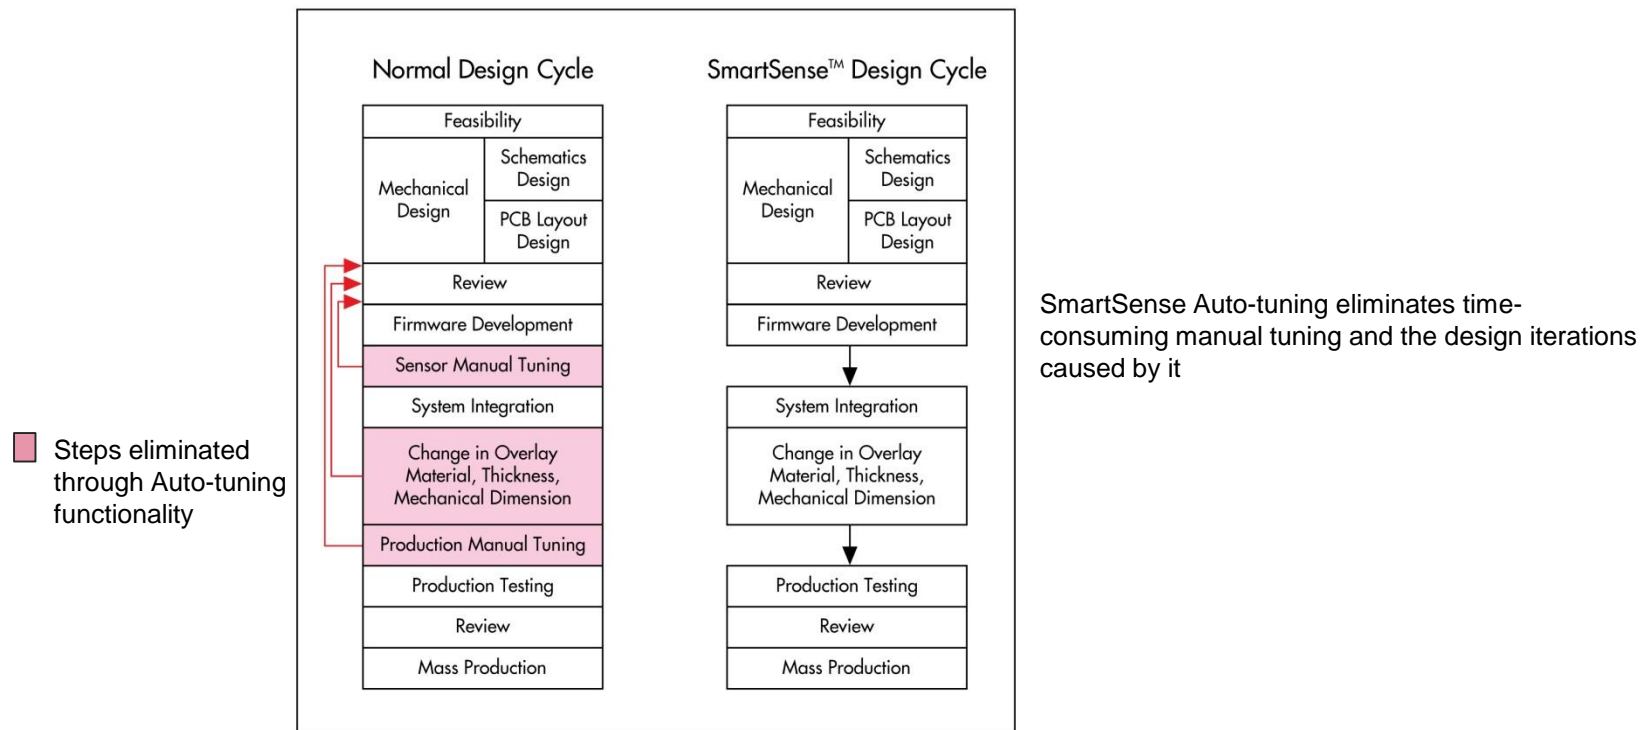 Normal Design Cycle
Feasibility
Mechanical
Design
Schematics
Design
PCB Layout
Design
Review
Firmware Development
Sensor Manual Tuning
System Integration
Change in Overlay
Material, Thickness,
Mechanical Dimension
Production Manual Tuning
Production Testing
Review
Mass Production
SmartSense™ Design Cycle
Feasibility
Mechanical
Design
Schematics
Design
PCB Layout
Design
Review
Firmware Development
System Integration
Change in Overlay
Material, Thickness,
Mechanical Dimension
Production Testing
Review
Mass Production
Steps eliminated
through Auto-tuning
functionality
SmartSense Auto-tuning eliminates time-
consuming manual tuning and the design iterations
caused by it